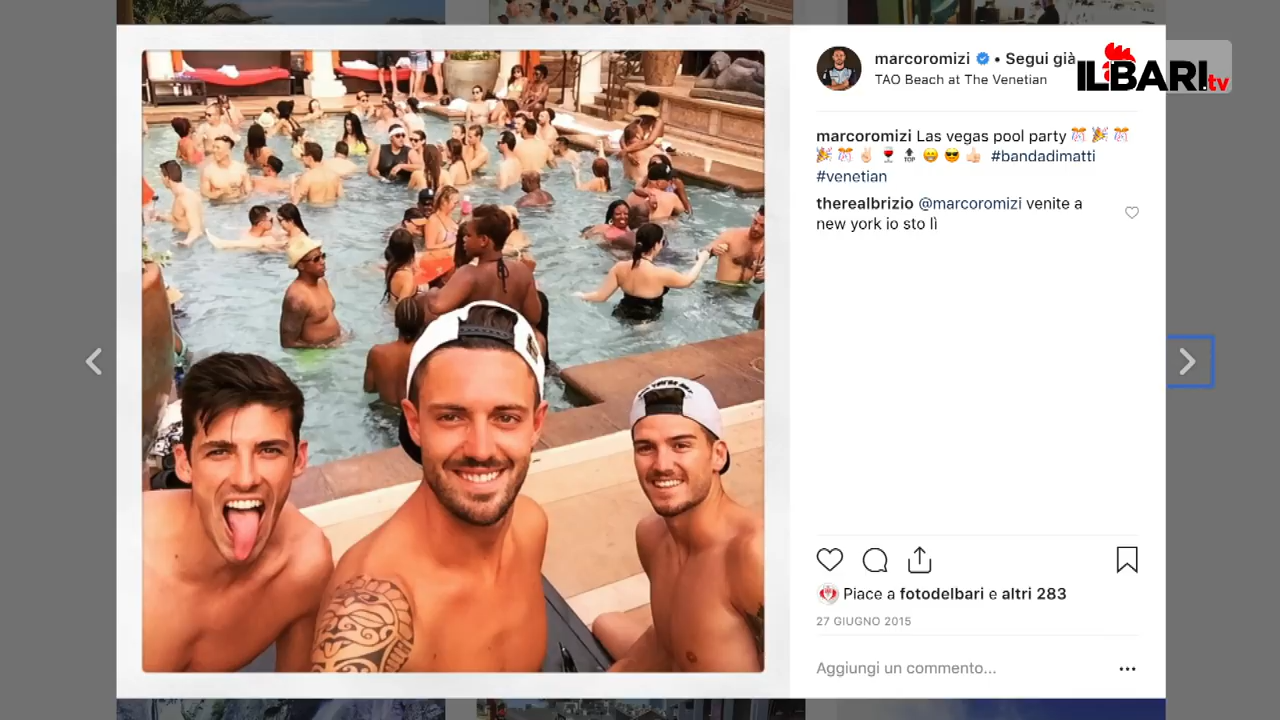 marcoromizi • Segui già
TAO Beach at The Venetian
ILBARI.tv
marcoromizi Las vegas pool party 🎊 🎉 🎊
🎉 🎊 ✌🏻 🍷 🔝 😁 😎 👍🏻 #bandadimatti
#venetian
therealbrizio @marcoromizi venite a
new york io sto lì
Piace a fotodelbari e altri 283
27 GIUGNO 2015
Aggiungi un commento...